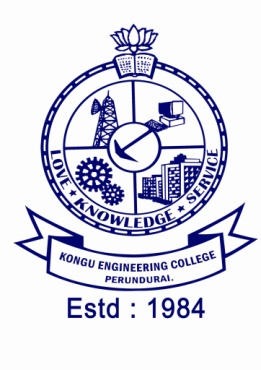 LOVE ★ KNOWLEDGE ★ SERVICE
KONGU ENGINEERING COLLEGE
PERUNDURAI.
Estd : 1984